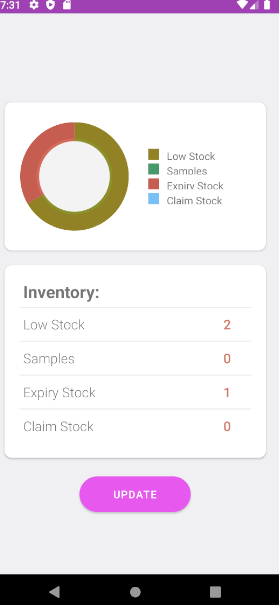 7:31
Low Stock
Samples
Expiry Stock
Claim Stock
Inventory:
Low Stock 2
Samples 0
Expiry Stock 1
Claim Stock 0
UPDATE